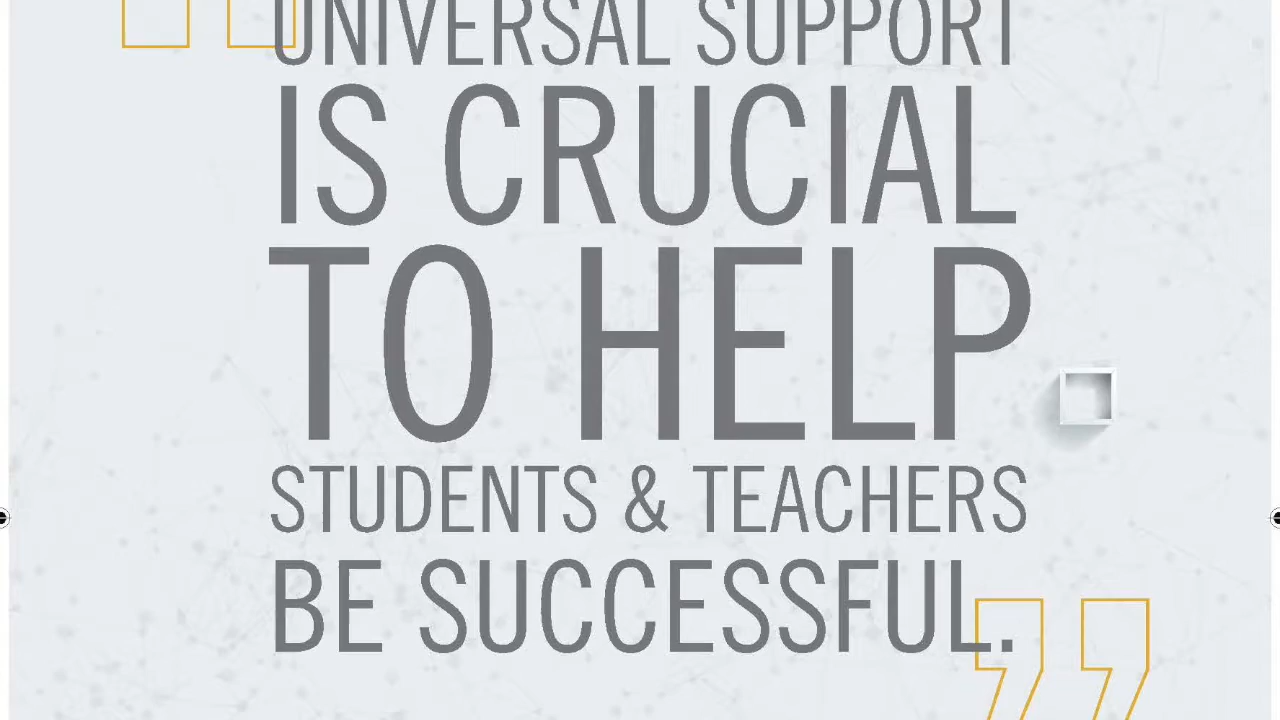 UNIVERSAL SUPPORT
IS CRUCIAL
TO HELP
STUDENTS & TEACHERS
BE SUCCESSFUL.